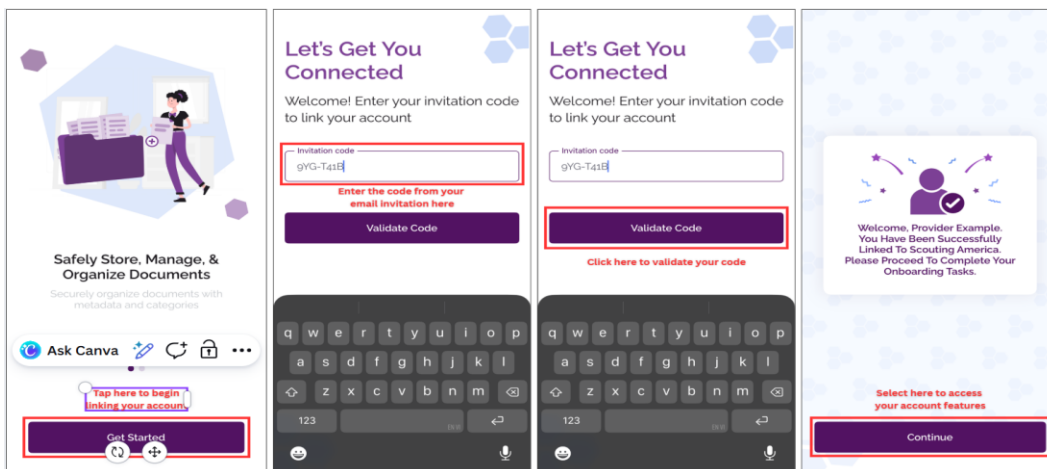 Safely Store, Manage, &
Organize Documents
Securely organize documents with
metadata and categories
Ask Canva
Tap here to begin
linking your account
Get Started
Let's Get You
Connected
Welcome! Enter your invitation code
to link your account
Invitation code
9YG-T41B
Enter the code from your
email invitation here
Validate Code
q w e r t y u i o p
a s d f g h j k l
z x c v b n m
123
Let's Get You
Connected
Welcome! Enter your invitation code
to link your account
Invitation code
9YG-T41B
Validate Code
Click here to validate your code
q w e r t y u i o p
a s d f g h j k l
z x c v b n m
123
Welcome, Provider Example.
You Have Been Successfully
Linked To Scouting America.
Please Proceed To Complete Your
Onboarding Tasks.
Select here to access
your account features
Continue